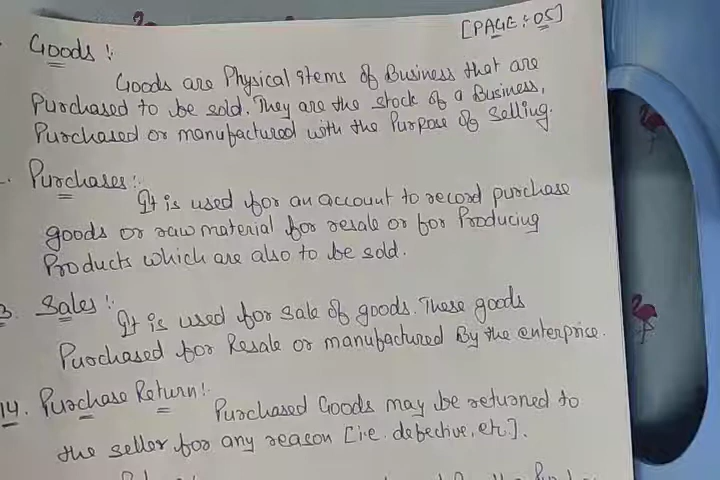 [PAGE : 05]
Goods :
Goods are Physical items of Business that are
Purchased to be sold. They are the stock of a Business,
Purchased or manufactured with the Purpose of Selling.
Purchases :
It is used for an account to record purchase
goods or raw material for resale or for Producing
Products which are also to be sold.
3. Sales :
It is used for sale of goods. These goods
Purchased for Resale or manufactured By the enterprice.
14. Purchase Return :
Purchased Goods may be returned to
the seller for any reason [i.e. defective, etc].